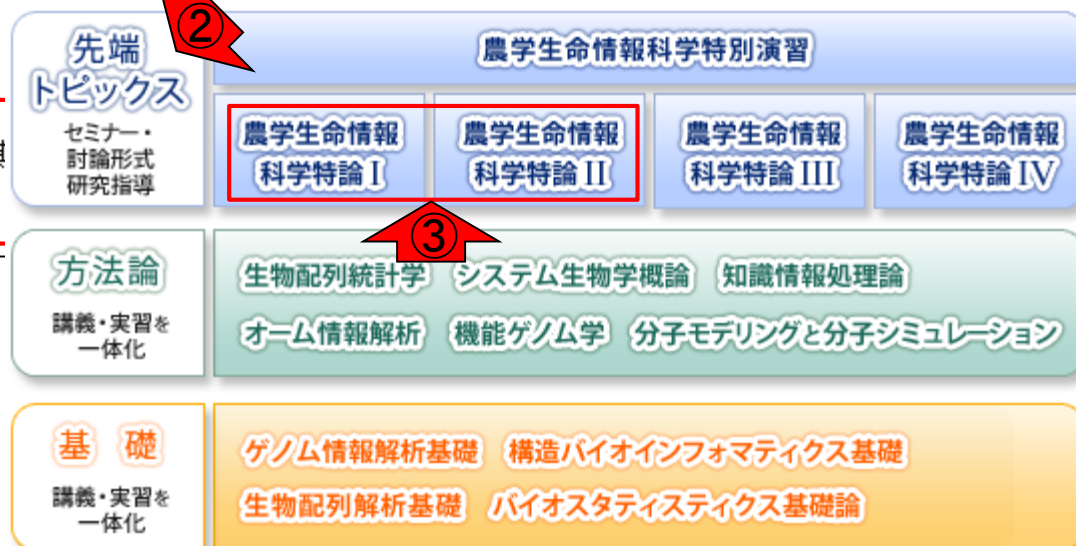 ②
先端
トピックス
セミナー・
討論形式
研究指導
農学生命情報科学特別演習
農学生命情報
科学特論Ⅰ
農学生命情報
科学特論Ⅱ
農学生命情報
科学特論Ⅲ
農学生命情報
科学特論Ⅳ
③
方法論
講義・実習を
一体化
生物配列統計学 システム生物学概論 知識情報処理論
オーム情報解析 機能ゲノム学 分子モデリングと分子シミュレーション
基 礎
講義・実習を
一体化
ゲノム情報解析基礎 構造バイオインフォマティクス基礎
生物配列解析基礎 バイオスタティスティクス基礎論